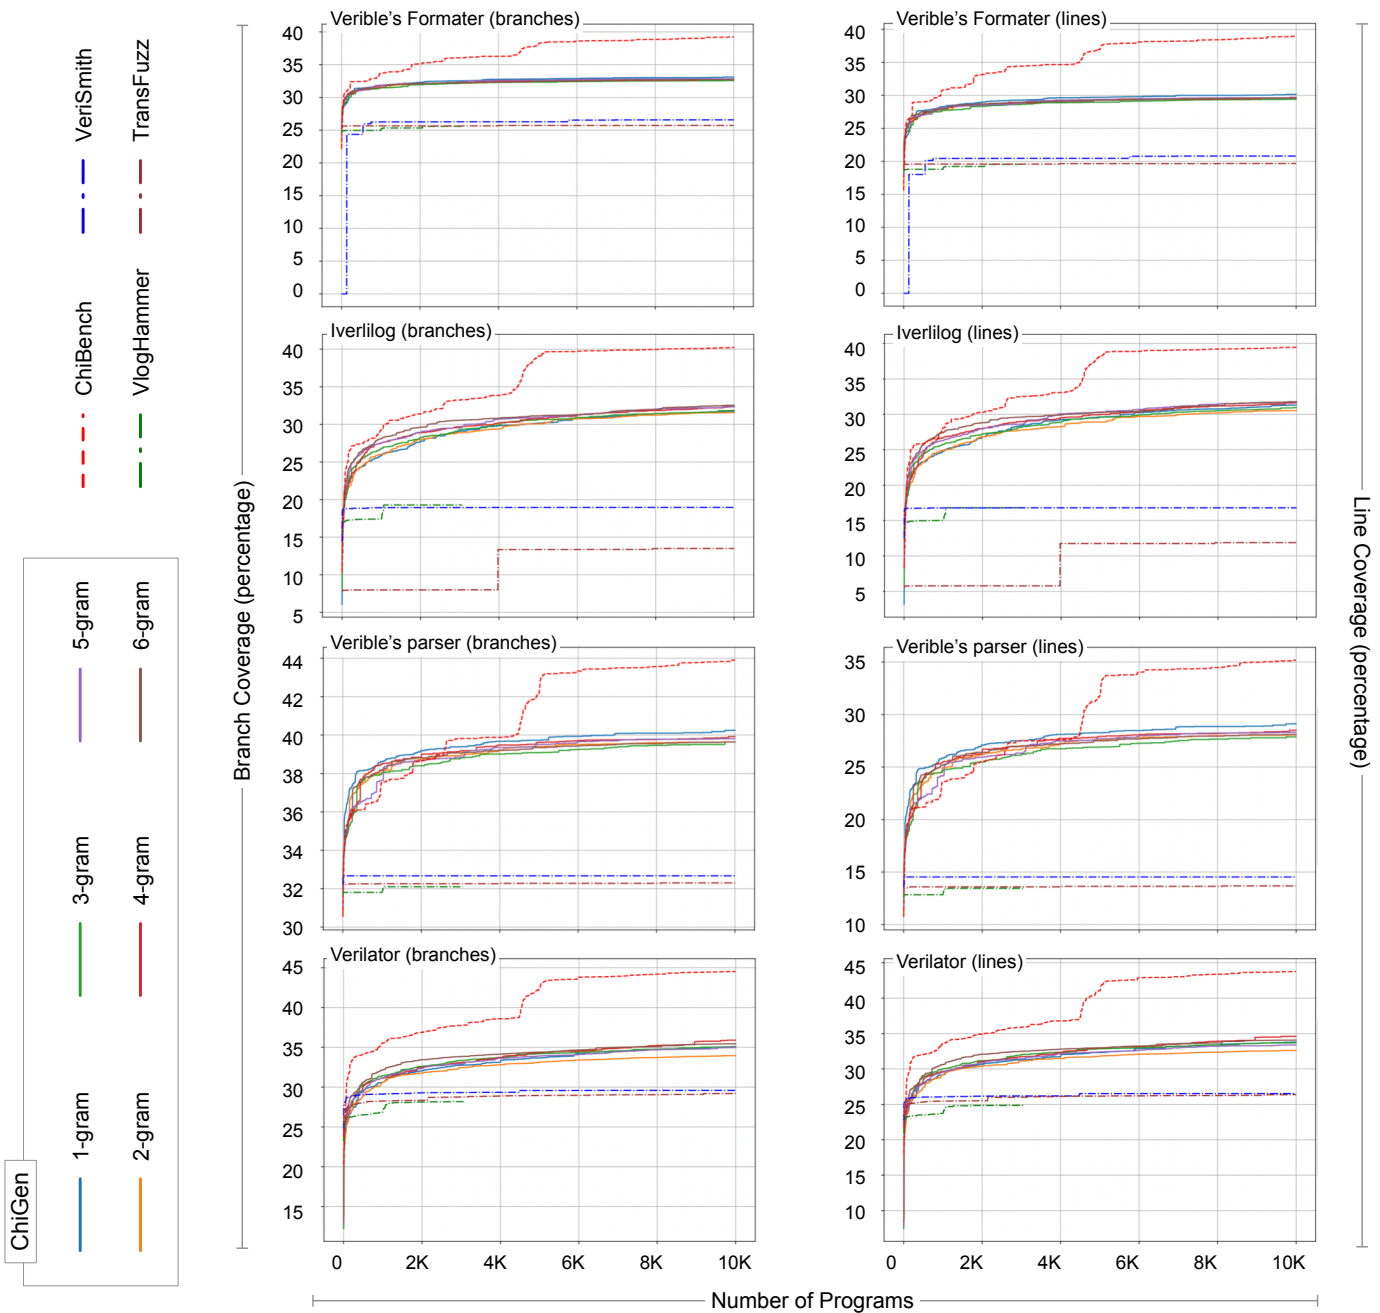 VeriSmith
TransFuzz
ChiBench
VlogHammer
5-gram
6-gram
3-gram
4-gram
1-gram
2-gram
ChiGen
Branch Coverage (percentage)
Verible's Formater (branches)
40
35
30
25
20
15
10
5
0
Verible's Formater (lines)
40
35
30
25
20
15
10
5
0
Iverlilog (branches)
40
35
30
25
20
15
10
5
Iverlilog (lines)
40
35
30
25
20
15
10
5
Verible's parser (branches)
44
42
40
38
36
34
32
30
Verible's parser (lines)
35
30
25
20
15
10
Verilator (branches)
45
40
35
30
25
20
15
Verilator (lines)
45
40
35
30
25
20
15
10
0 2K 4K 6K 8K 10K
0 2K 4K 6K 8K 10K
Number of Programs
Line Coverage (percentage)